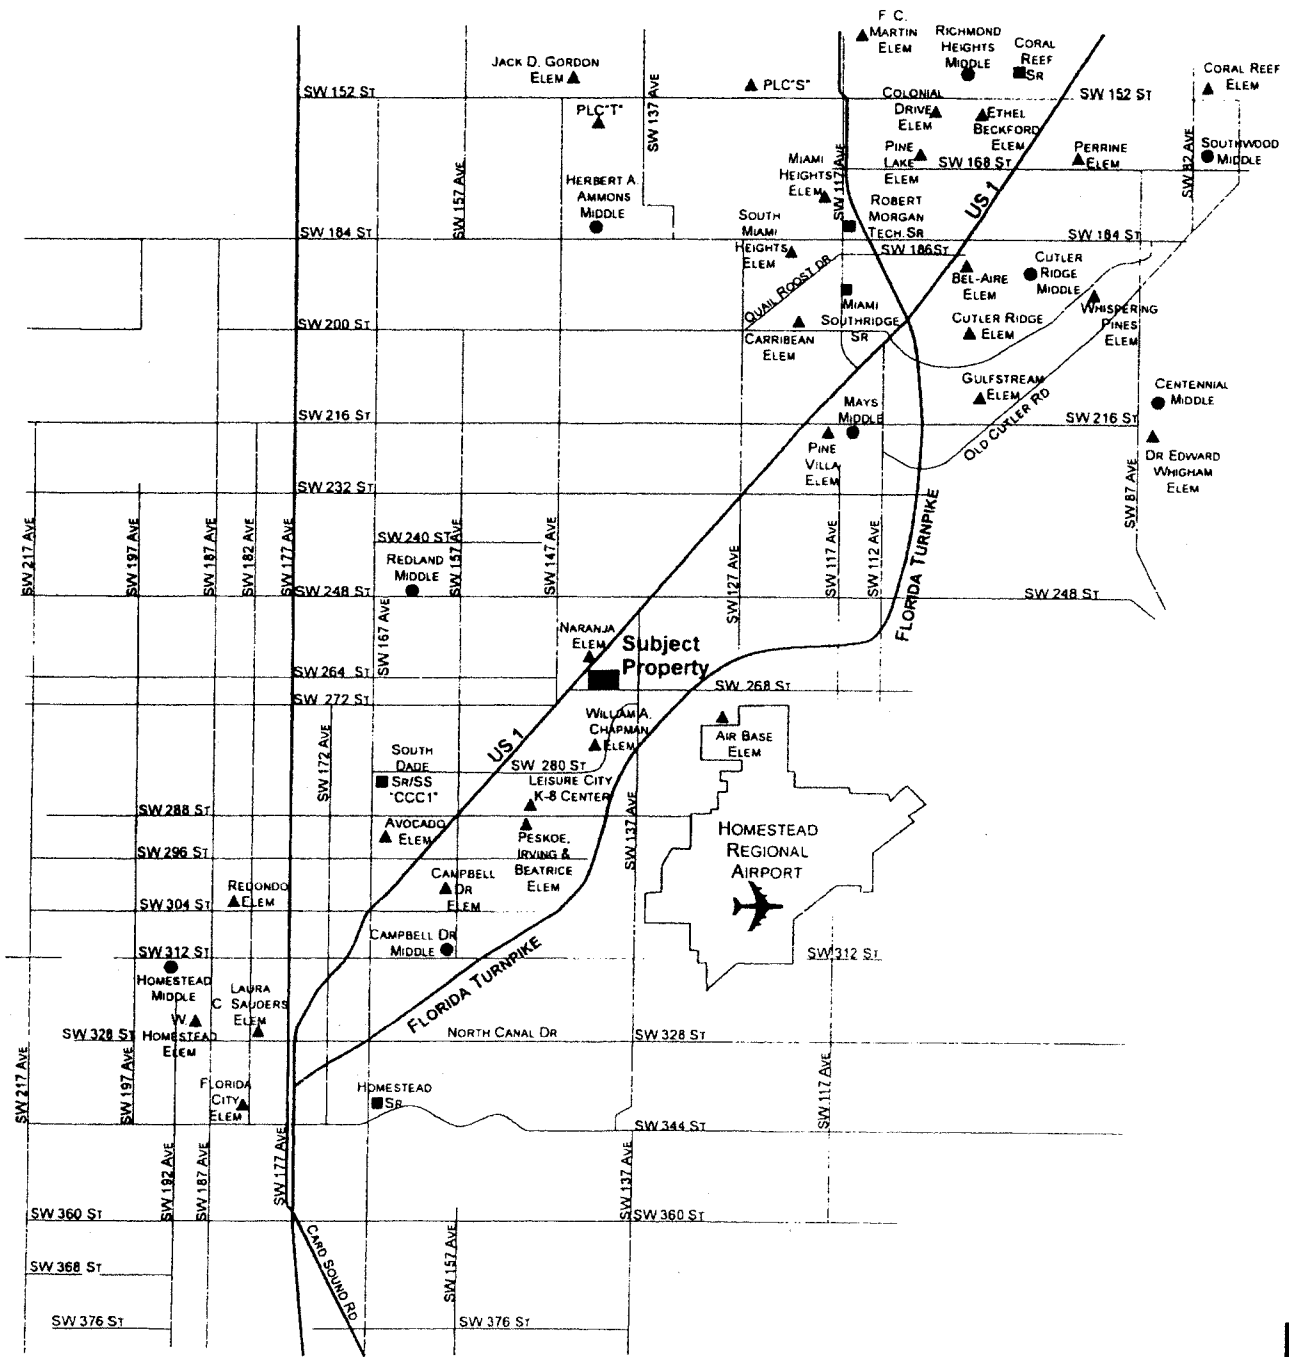 F C.
MARTIN
ELEM
RICHMOND
HEIGHTS
MIDDLE
CORAL
REEF
SR
JACK D. GORDON
ELEM
PLC"S"
CORAL REEF
ELEM
SW 152 ST
SW 152 ST
PLC"T"
SW 137 AVE
COLONIAL
DRIVE
ELEM
ETHEL
BECKFORD
ELEM
PERRINE
ELEM
SOUTHWOOD
MIDDLE
SW 82 AVE
MIAMI
HEIGHTS
ELEM
PINE
LAKE
ELEM
SW 168 ST
SW 117 AVE
US 1
SW 157 AVE
HERBERT A.
AMMONS
MIDDLE
SOUTH
MIAMI
HEIGHTS
ELEM
ROBERT
MORGAN
TECH. SR
SW 184 ST
SW 184 ST
SW 186 ST
QUAIL ROOST DR
BEL-AIRE
ELEM
CUTLER
RIDGE
MIDDLE
WHISPERING
PINES
ELEM
MIAMI
SOUTHRIDGE
SR
SW 200 ST
CARRIBEAN
ELEM
CUTLER RIDGE
ELEM
GULFSTREAM
ELEM
CENTENNIAL
MIDDLE
MAYS
MIDDLE
OLD CUTLER RD
SW 216 ST
SW 216 ST
PINE
VILLA
ELEM
DR EDWARD
WHIGHAM
ELEM
SW 87 AVE
SW 232 ST
SW 217 AVE
SW 197 AVE
SW 187 AVE
SW 182 AVE
SW 177 AVE
SW 240 ST
REDLAND
MIDDLE
SW 157 AVE
SW 147 AVE
SW 127 AVE
SW 117 AVE
SW 112 AVE
FLORIDA TURNPIKE
SW 248 ST
SW 248 ST
SW 167 AVE
NARANJA
ELEM
Subject
Property
SW 264 ST
SW 268 ST
SW 272 ST
WILLIAM A.
CHAPMAN
ELEM
AIR BASE
ELEM
US 1
SW 172 AVE
SOUTH
DADE
SR/SS
"CCC1"
SW 280 ST
LEISURE CITY
K-8 CENTER
SW 288 ST
AVOCADO
ELEM
PESKOE,
IRVING &
BEATRICE
ELEM
SW 137 AVE
HOMESTEAD
REGIONAL
AIRPORT
SW 296 ST
REDONDO
ELEM
CAMPBELL
DR
ELEM
SW 304 ST
CAMPBELL DR
MIDDLE
SW 312 ST
SW 312 ST
FLORIDA TURNPIKE
HOMESTEAD
MIDDLE
LAURA
C SAUDERS
ELEM
W.
HOMESTEAD
ELEM
SW 328 ST
NORTH CANAL DR
SW 328 ST
SW 217 AVE
SW 197 AVE
FLORIDA
CITY
ELEM
HOMESTEAD
SR
SW 117 AVE
SW 344 ST
SW 192 AVE
SW 187 AVE
SW 177 AVE
SW 137 AVE
SW 360 ST
SW 360 ST
CARD SOUND RD
SW 157 AVE
SW 368 ST
SW 376 ST
SW 376 ST